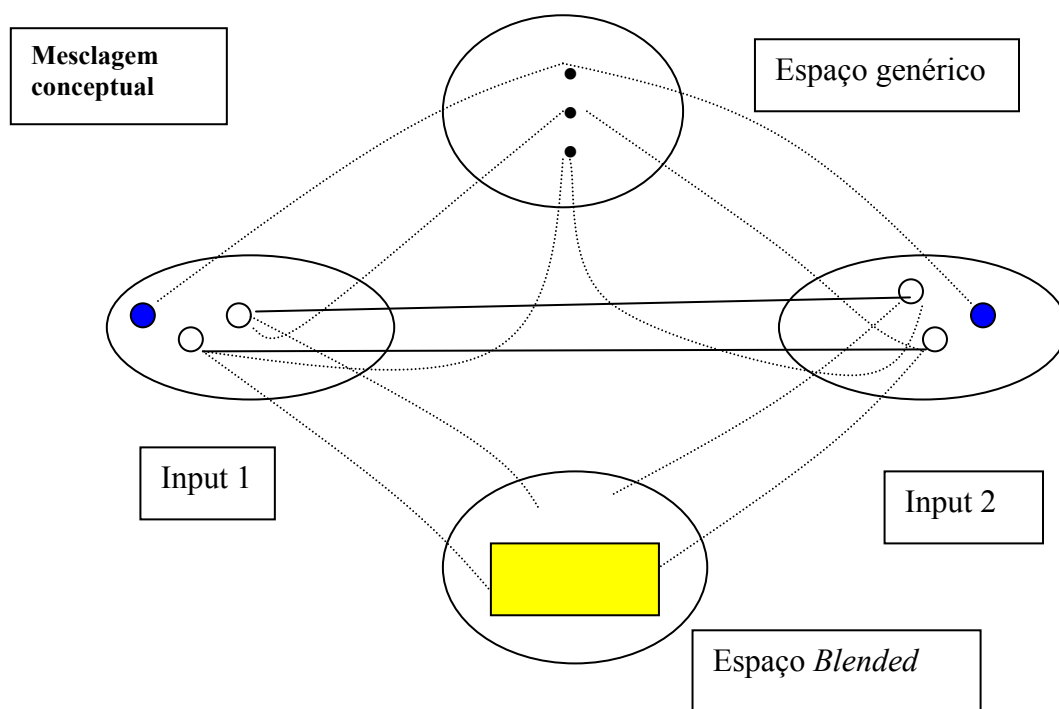 Mesclagem
conceptual
Espaço genérico
Input 1
Input 2
Espaço Blended